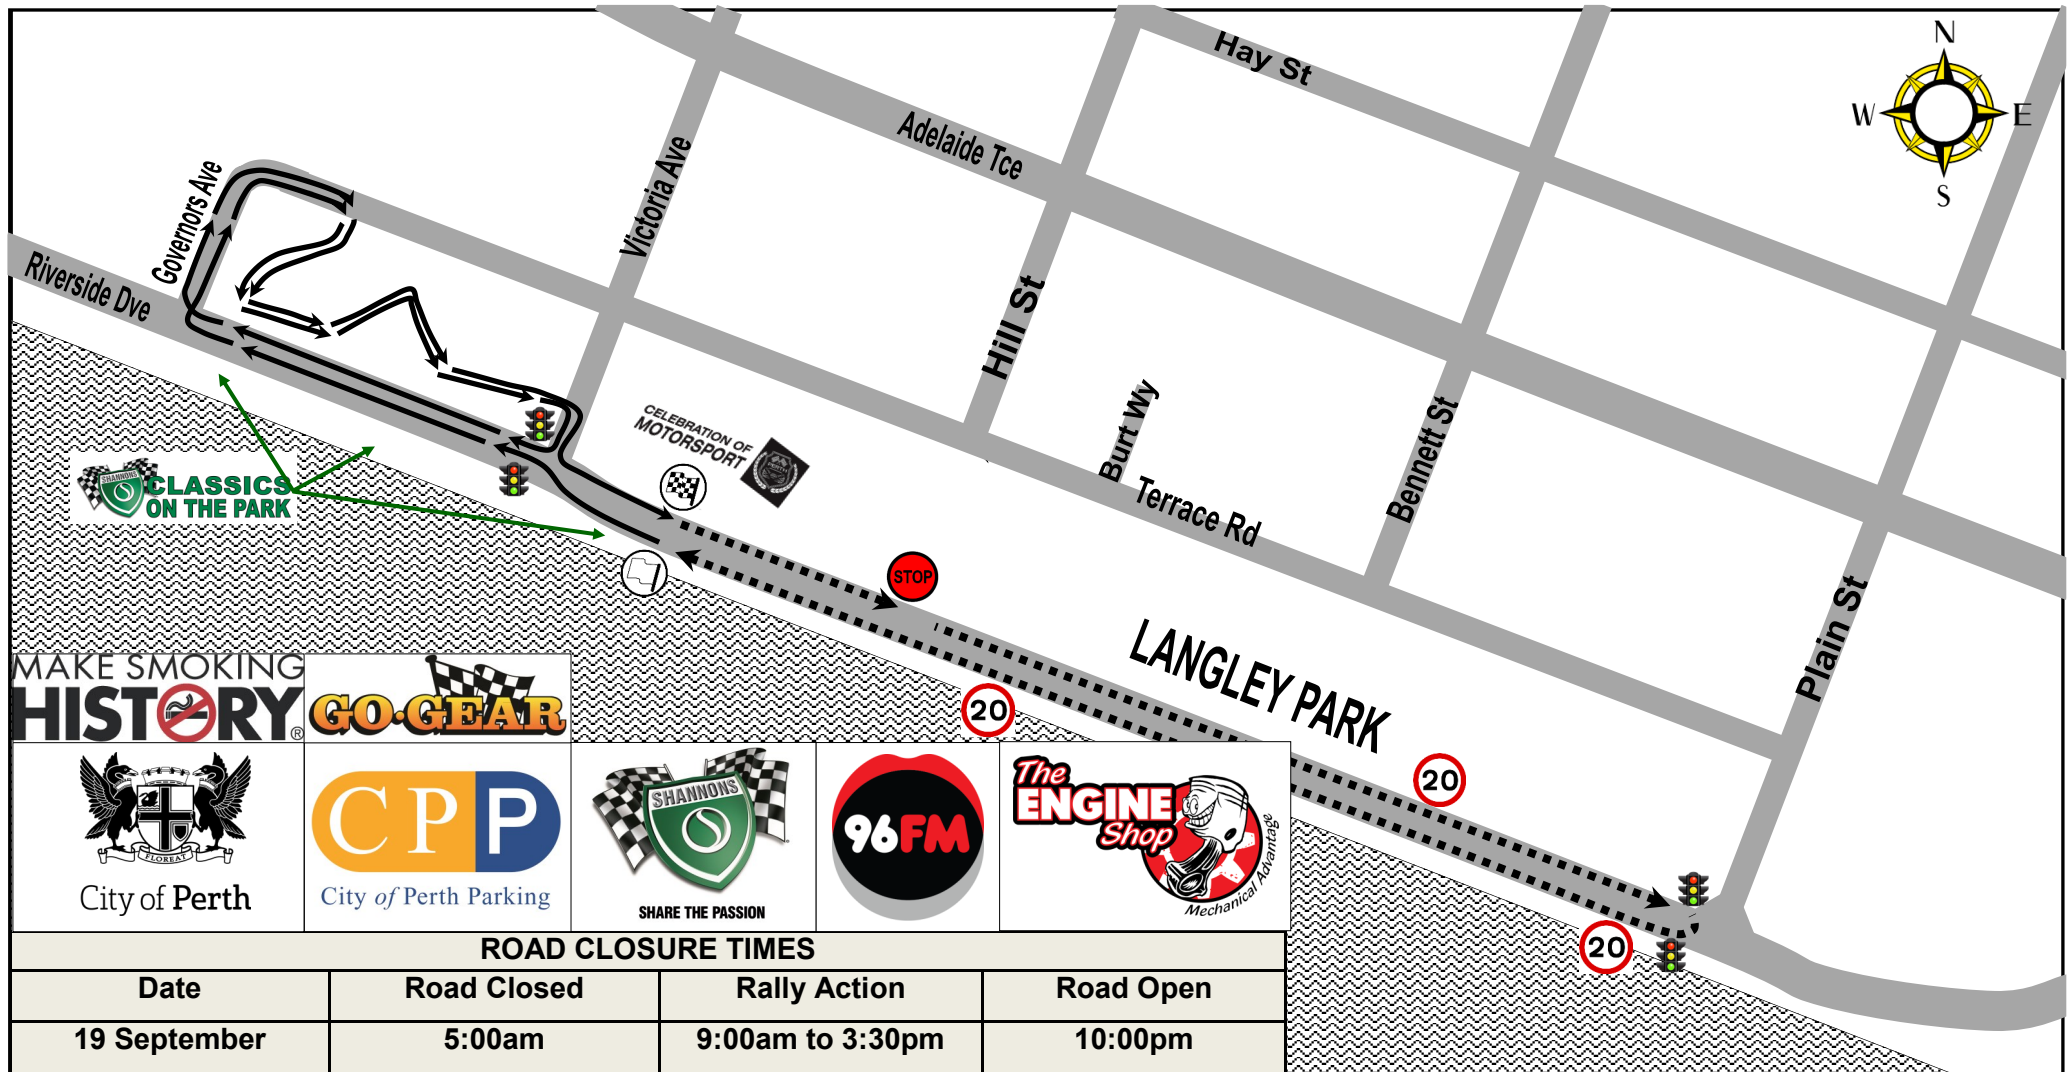 N
W
E
S
Hay St
Adelaide Tce
Governors Ave
Victoria Ave
Riverside Dve
Hill St
Burt Wy
Bennett St
Terrace Rd
Plain St
CELEBRATION OF
MOTORSPORT
PERTH
SHANNONS
CLASSICS
ON THE PARK
STOP
LANGLEY PARK
20
20
20
MAKE SMOKING
HISTORY®
GO·GEAR
FLOREAT
City of Perth
CPP
City of Perth Parking
SHANNONS
SHARE THE PASSION
96FM
The
ENGINE
Shop
Mechanical Advantage
ROAD CLOSURE TIMES
Date Road Closed Rally Action Road Open
19 September 5:00am 9:00am to 3:30pm 10:00pm